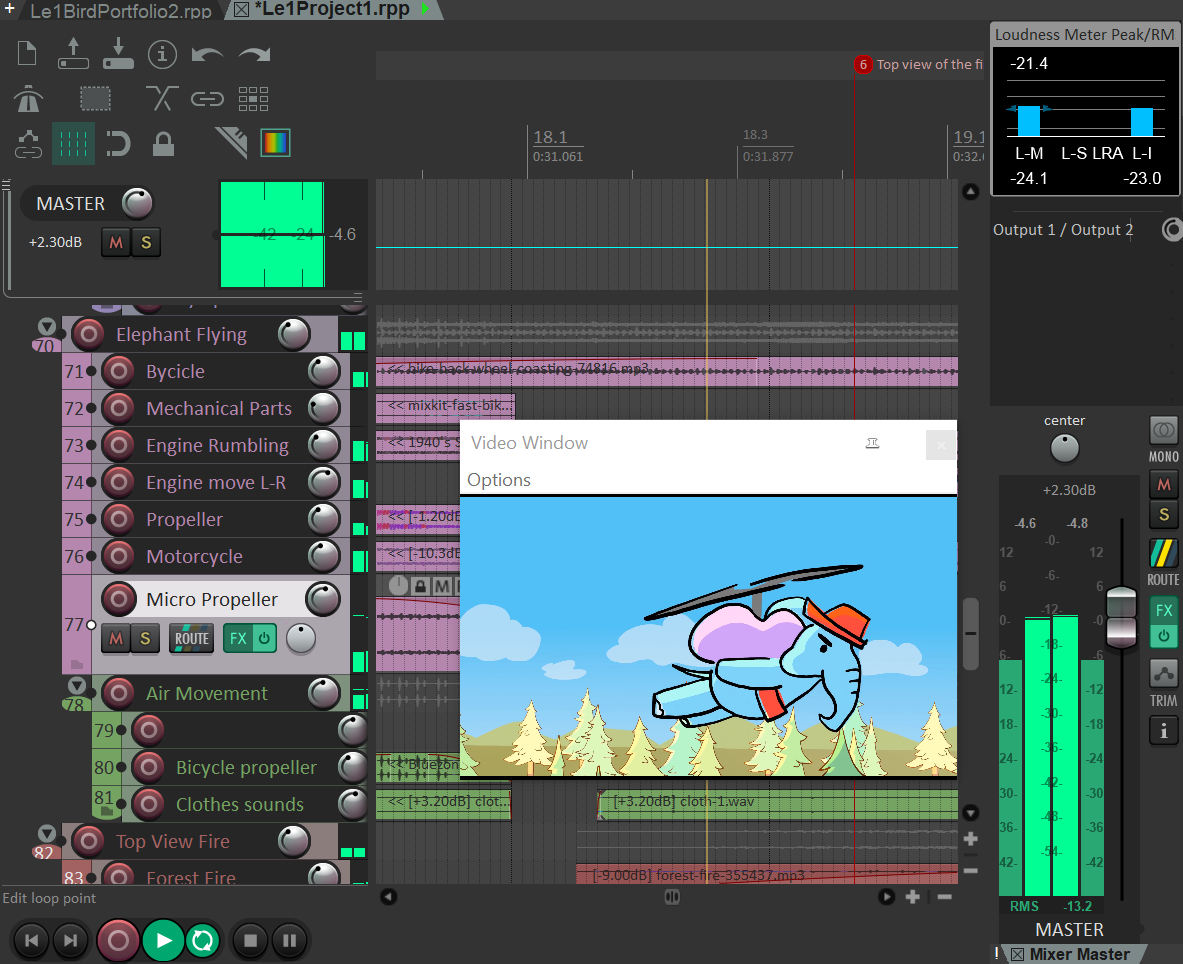 + Le1BirdPortfolio2.rpp *Le1Project1.rpp
Loudness Meter Peak/RM
-21.4
L-M L-S LRA L-I
-24.1 -23.0
6 Top view of the fi
18.1 18.3 19.1
0:31.061 0:31.877 0:32.
MASTER
+2.30dB M S
-42 -24 -4.6
Output 1 / Output 2
70 Elephant Flying
71 Bycicle
<< bike-back-wheel-coasting-74816.mp3
72 Mechanical Parts
<< mixkit-fast-bik...
73 Engine Rumbling
<< 1940's S
74 Engine move L-R
75 Propeller
<< [-1.20dE
76 Motorcycle
<< [-10.3dE
77 Micro Propeller
M S ROUTE FX
M
78 Air Movement
79
80 Bicycle propeller
81 Clothes sounds
<< [+3.20dB] clot...
[+3.20dB] cloth-1.wav
82 Top View Fire
83 Forest Fire
[-9.00dB] forest-fire-355437.mp3
Video Window
Options
Edit loop point
center
MONO
+2.30dB
M
S
-4.6 -4.8
ROUTE
FX
TRIM
i
12 -0- 12
6 -6- 6
-0 -12- -0
6- -18- -6
12- -24- -12
18- -30- -18
24- -36- -24
30- -42- -30
36- -48- -36
42- -54- -42
RMS -13.2
MASTER
! Mixer Master